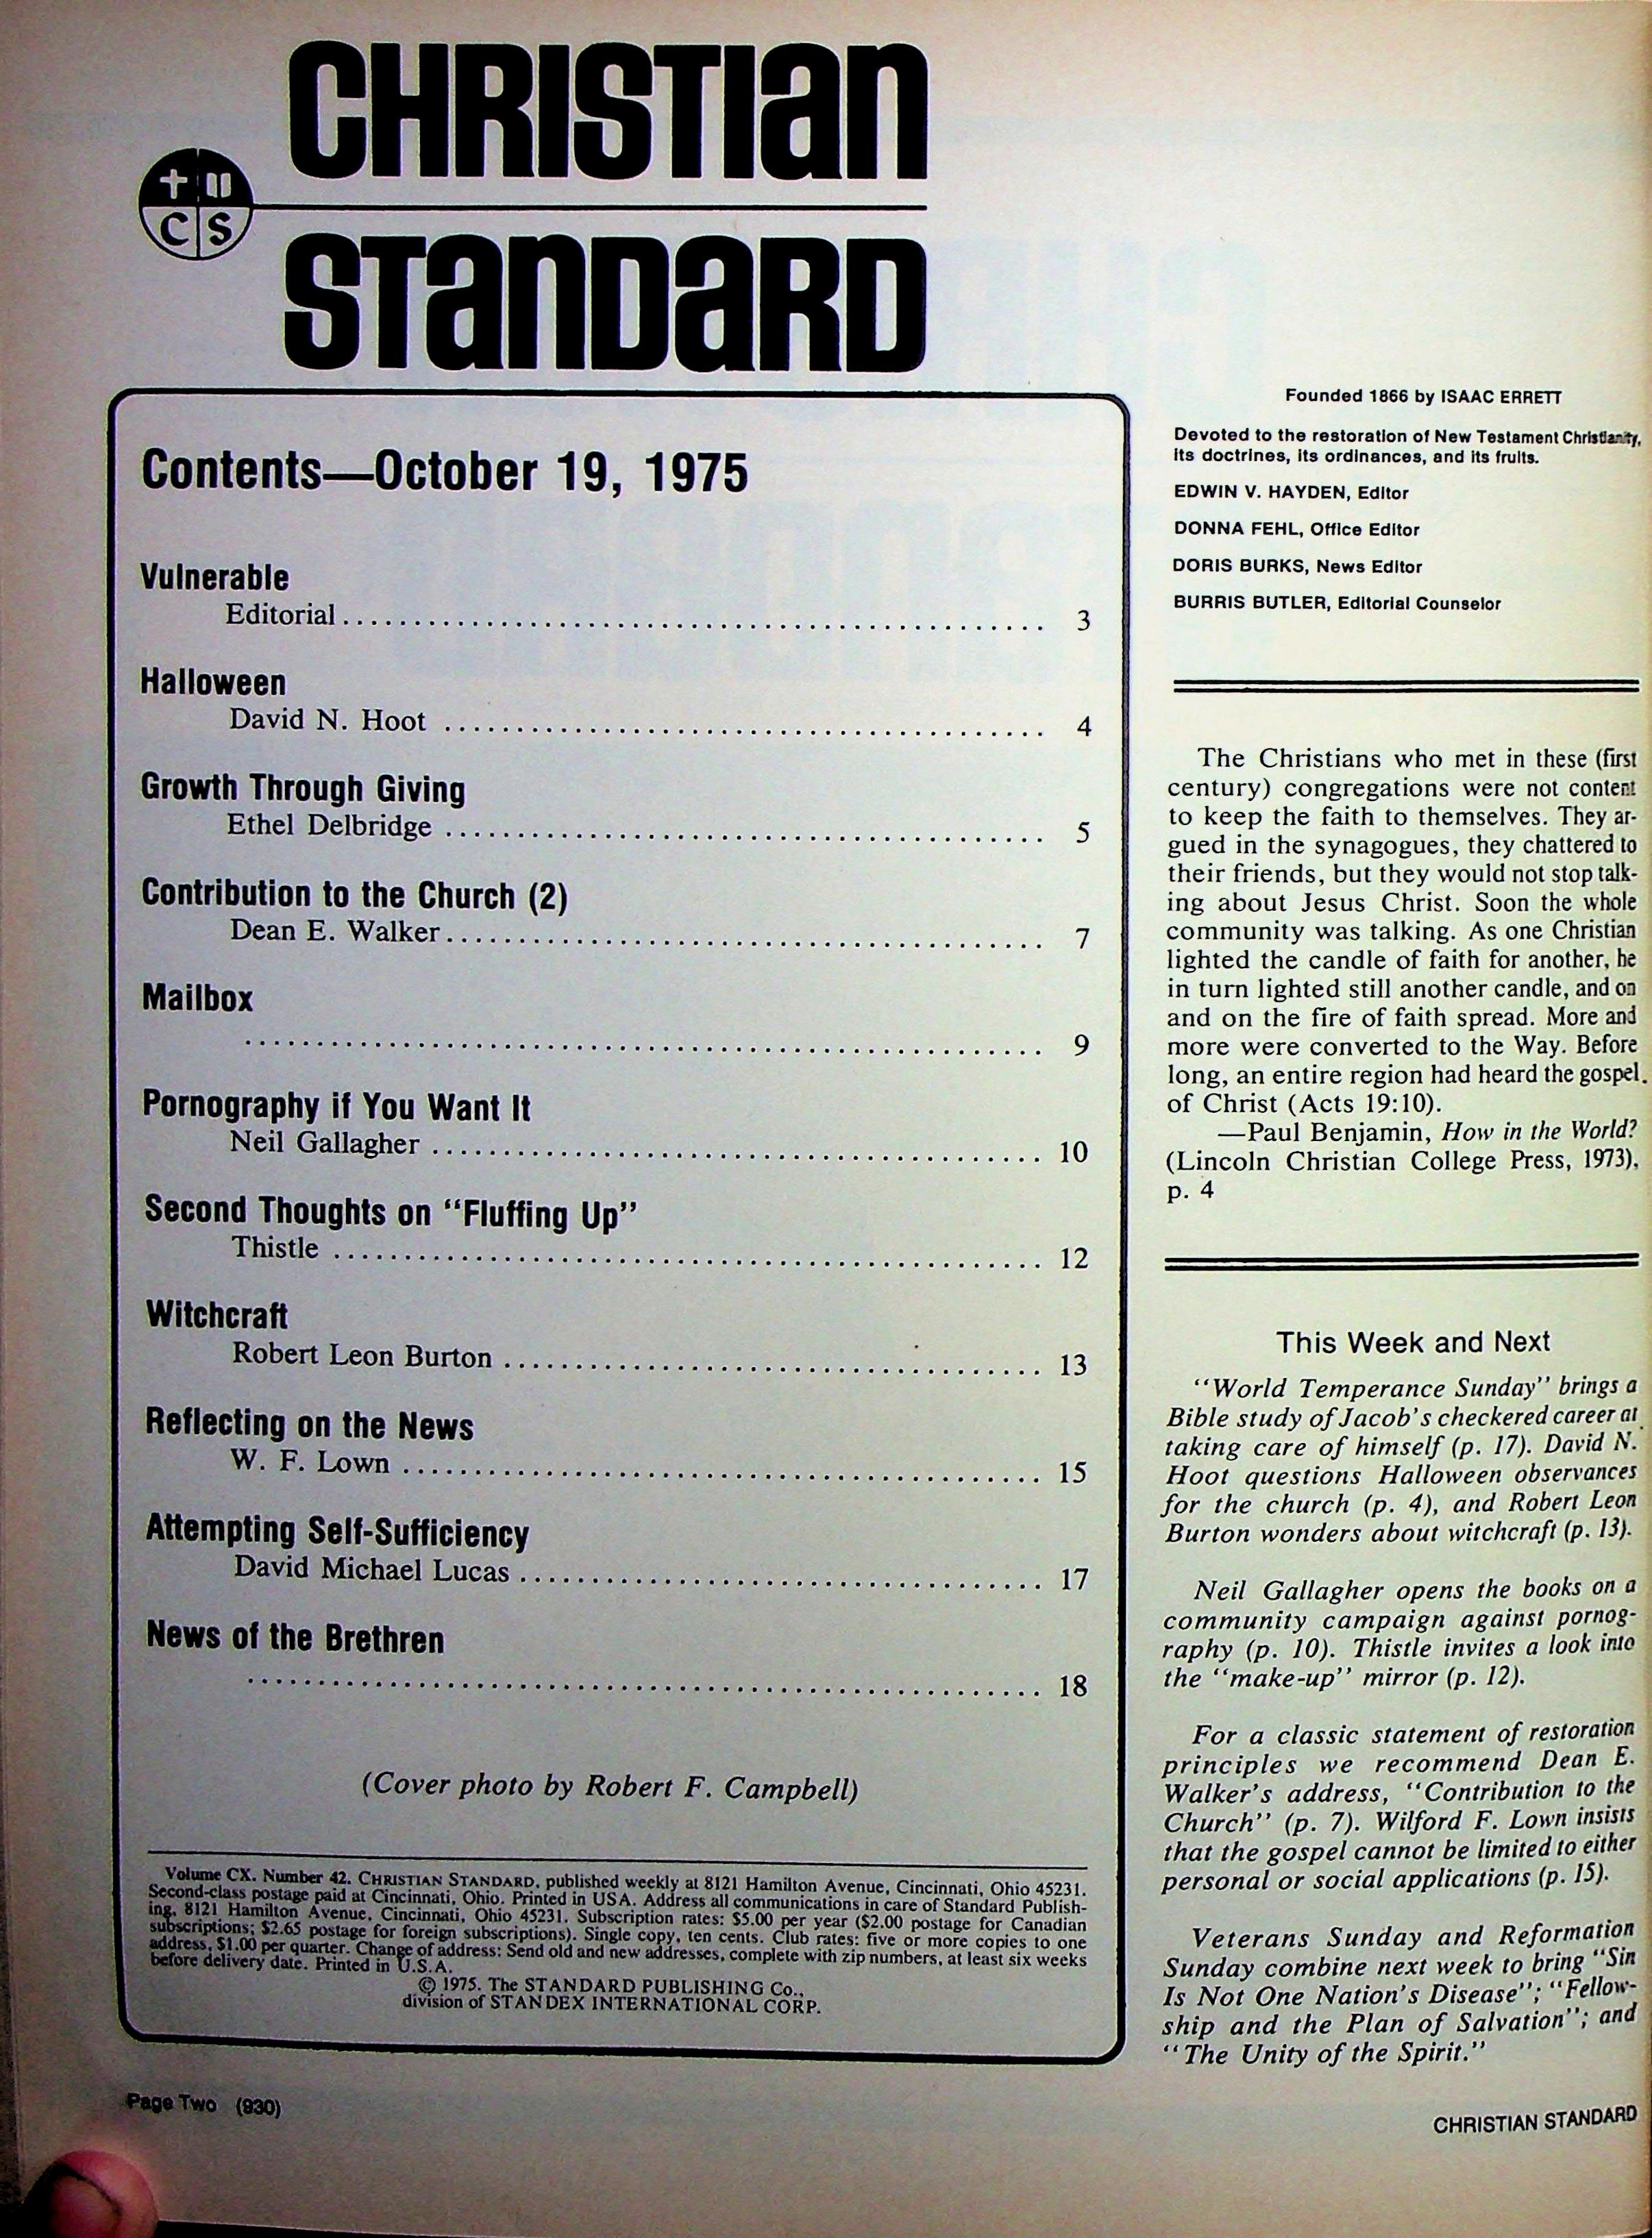 CHRISTIAN
C S
STANDARD
Contents—October 19, 1975
Vulnerable
Editorial.................................................. 3
Halloween
David N. Hoot ........................................... 4
Growth Through Giving
Ethel Delbridge ........................................... 5
Contribution to the Church (2)
Dean E. Walker........................................... 7
Mailbox
......................................................... 9
Pornography if You Want It
Neil Gallagher ........................................... 10
Second Thoughts on “Fluffing Up”
Thistle .................................................. 12
Witchcraft
Robert Leon Burton ...................................... 13
Reflecting on the News
W. F. Lown .............................................. 15
Attempting Self-Sufficiency
David Michael Lucas ..................................... 17
News of the Brethren
......................................................... 18
(Cover photo by Robert F. Campbell)
Volume CX. Number 42. CHRISTIAN STANDARD, published weekly at 8121 Hamilton Avenue, Cincinnati, Ohio 45231.
Second-class postage paid at Cincinnati, Ohio. Printed in USA. Address all communications in care of Standard Publish-
ing, 8121 Hamilton Avenue, Cincinnati, Ohio 45231. Subscription rates: $5.00 per year ($2.00 postage for Canadian
subscriptions; $2.65 postage for foreign subscriptions). Single copy, ten cents. Club rates: five or more copies to one
address, $1.00 per quarter. Change of address: Send old and new addresses, complete with zip numbers, at least six weeks
before delivery date. Printed in U.S.A.
© 1975. The STANDARD PUBLISHING Co.,
division of STANDEX INTERNATIONAL CORP.
Page Two (930)
Founded 1866 by ISAAC ERRETT
Devoted to the restoration of New Testament Christianity,
its doctrines, its ordinances, and its fruits.
EDWIN V. HAYDEN, Editor
DONNA FEHL, Office Editor
DORIS BURKS, News Editor
BURRIS BUTLER, Editorial Counselor
The Christians who met in these (first
century) congregations were not content
to keep the faith to themselves. They ar-
gued in the synagogues, they chattered to
their friends, but they would not stop talk-
ing about Jesus Christ. Soon the whole
community was talking. As one Christian
lighted the candle of faith for another, he
in turn lighted still another candle, and on
and on the fire of faith spread. More and
more were converted to the Way. Before
long, an entire region had heard the gospel
of Christ (Acts 19:10).
—Paul Benjamin, How in the World?
(Lincoln Christian College Press, 1973),
p. 4
This Week and Next
“World Temperance Sunday” brings a
Bible study of Jacob’s checkered career at
taking care of himself (p. 17). David N.
Hoot questions Halloween observances
for the church (p. 4), and Robert Leon
Burton wonders about witchcraft (p. 13).
Neil Gallagher opens the books on a
community campaign against pornog-
raphy (p. 10). Thistle invites a look into
the “make-up” mirror (p. 12).
For a classic statement of restoration
principles we recommend Dean E.
Walker’s address, “Contribution to the
Church” (p. 7). Wilford F. Lown insists
that the gospel cannot be limited to either
personal or social applications (p. 15).
Veterans Sunday and Reformation
Sunday combine next week to bring “Sin
Is Not One Nation’s Disease”; “Fellow-
ship and the Plan of Salvation”; and
“The Unity of the Spirit.”
CHRISTIAN STANDARD